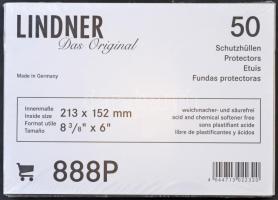 LINDNER
Das Original
50
Schutzhüllen
Protectors
Etuis
Fundas protectoras
Made in Germany
Innenmaße
Inside size
Format utile
Tamaño
213 x 152 mm
8 3/8" x 6"
weichmacher- und säurefrei
acid and chemical softener free
sans plastifiant acide
libre de plastificantes y ácidos
888P